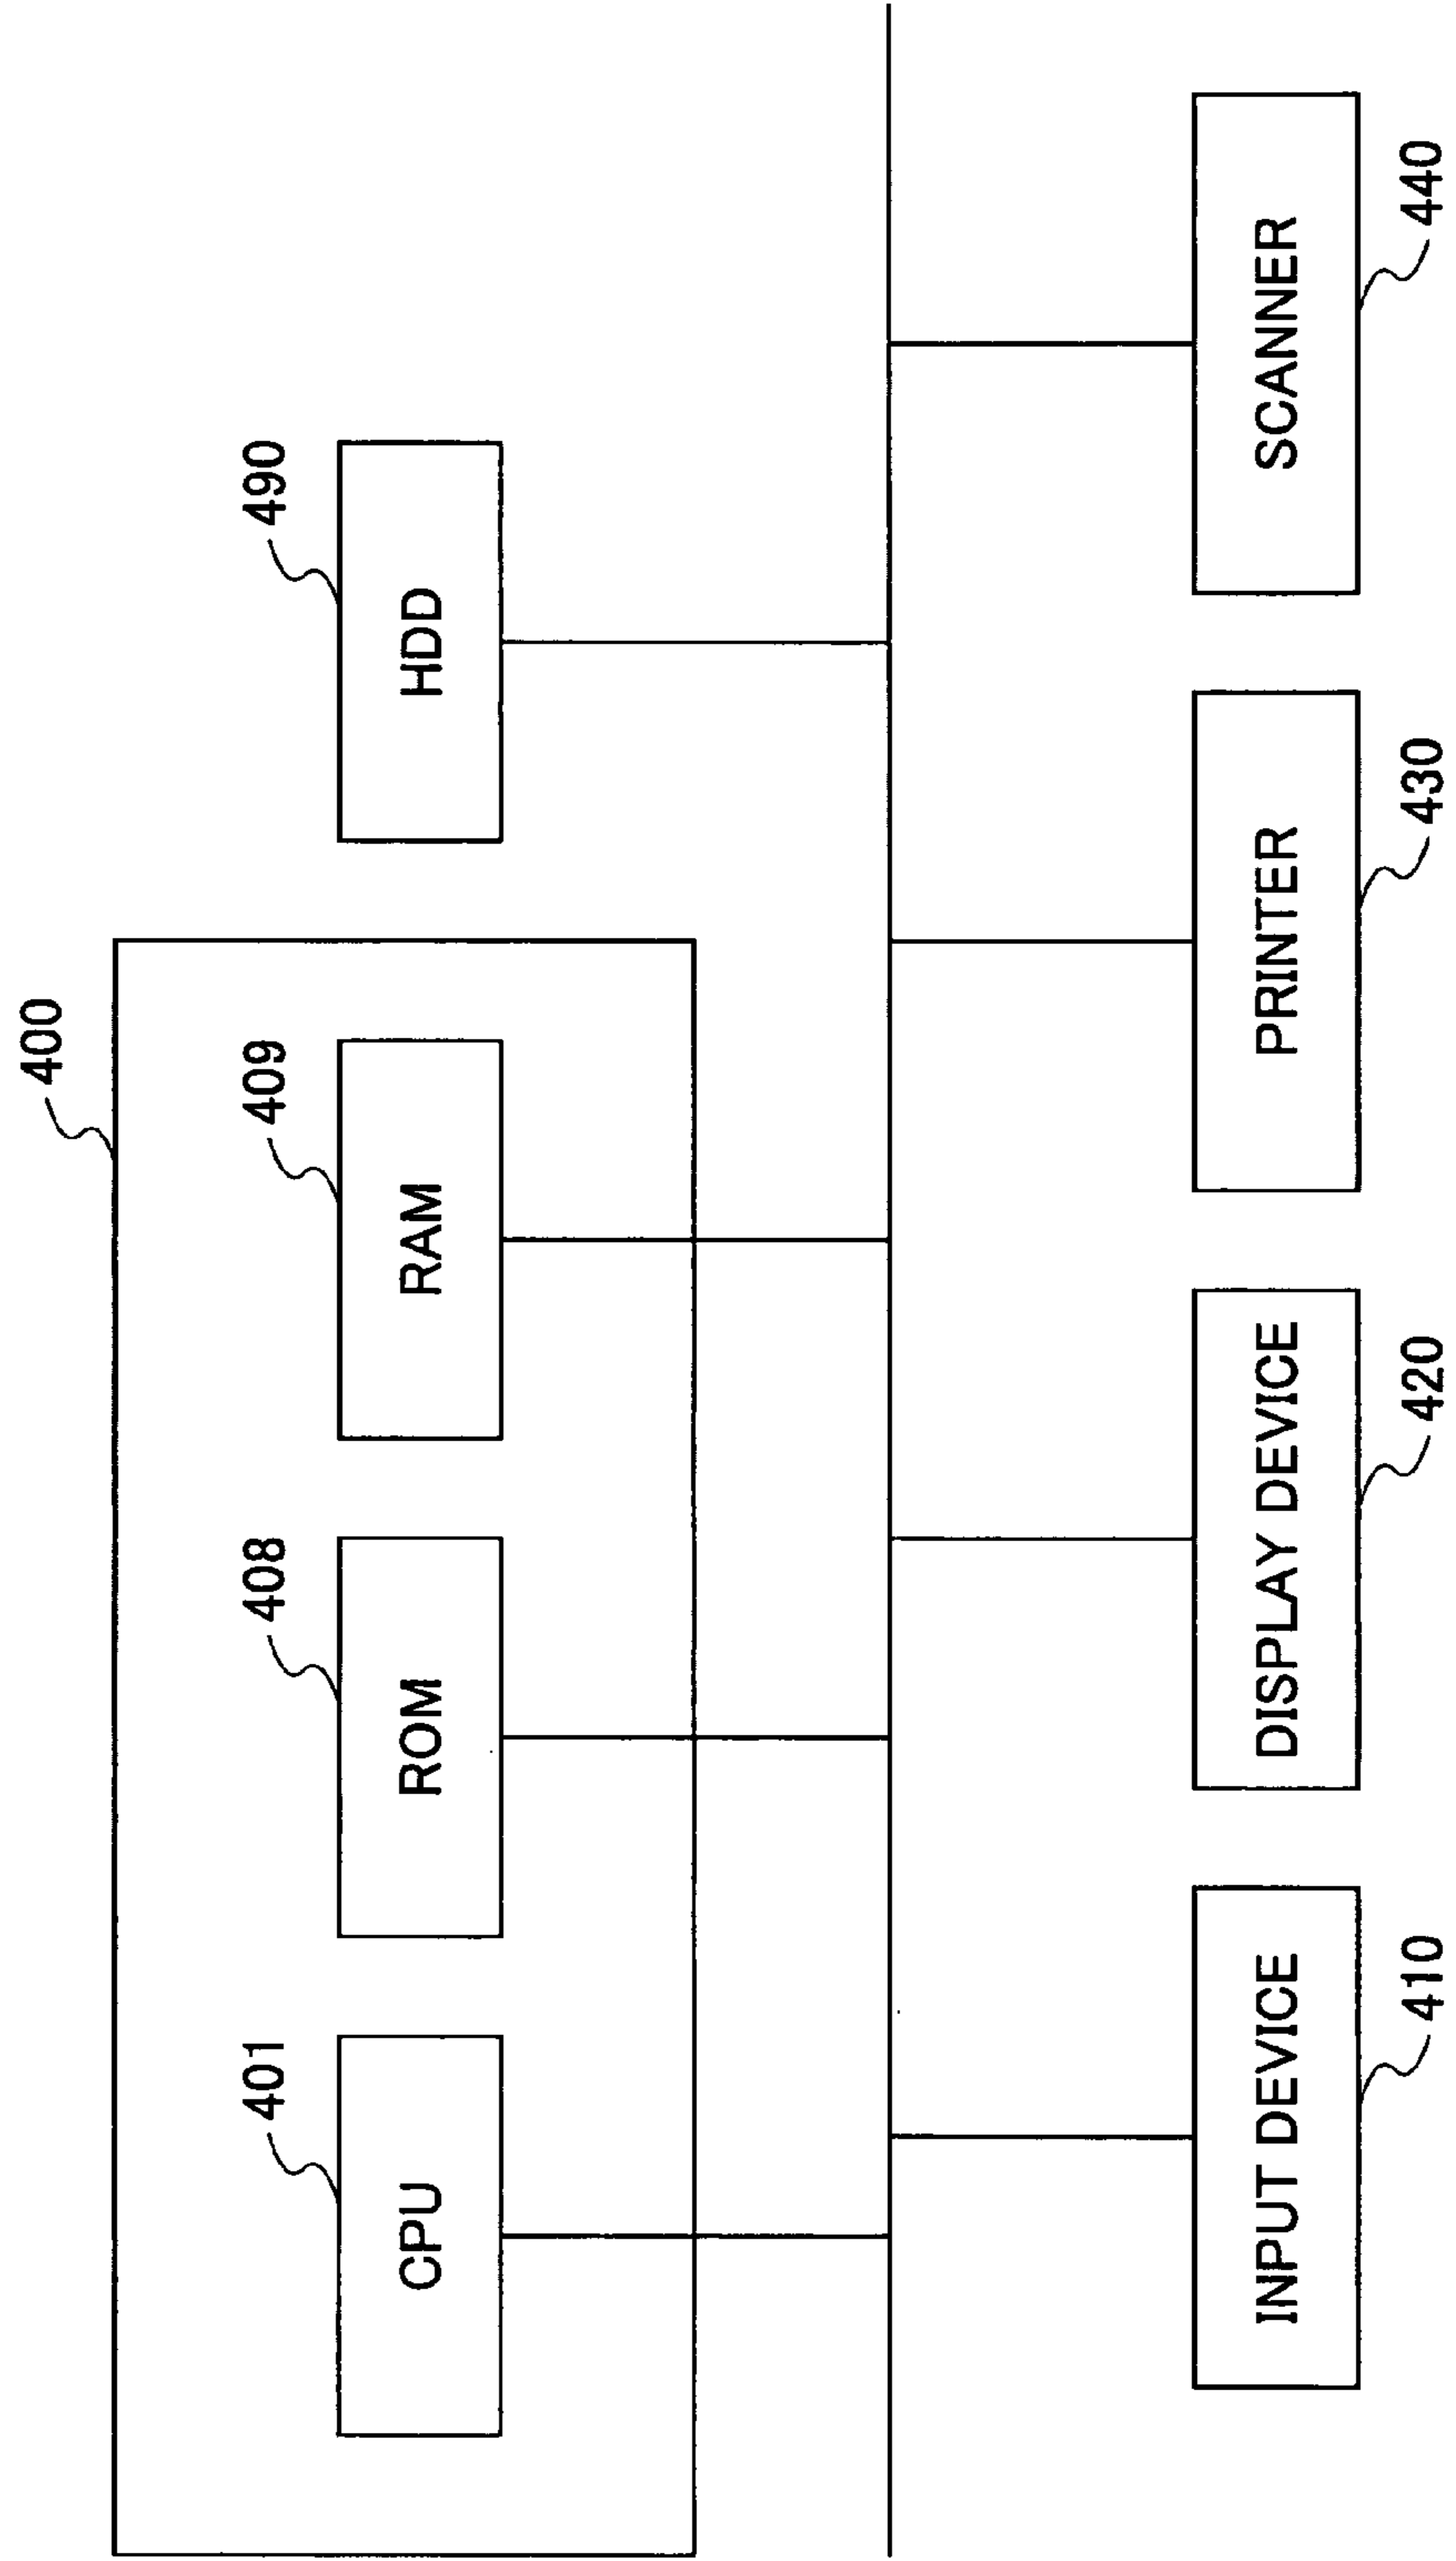 400
401
408
409
490
CPU
ROM
RAM
HDD
INPUT DEVICE
DISPLAY DEVICE
PRINTER
SCANNER
410
420
430
440